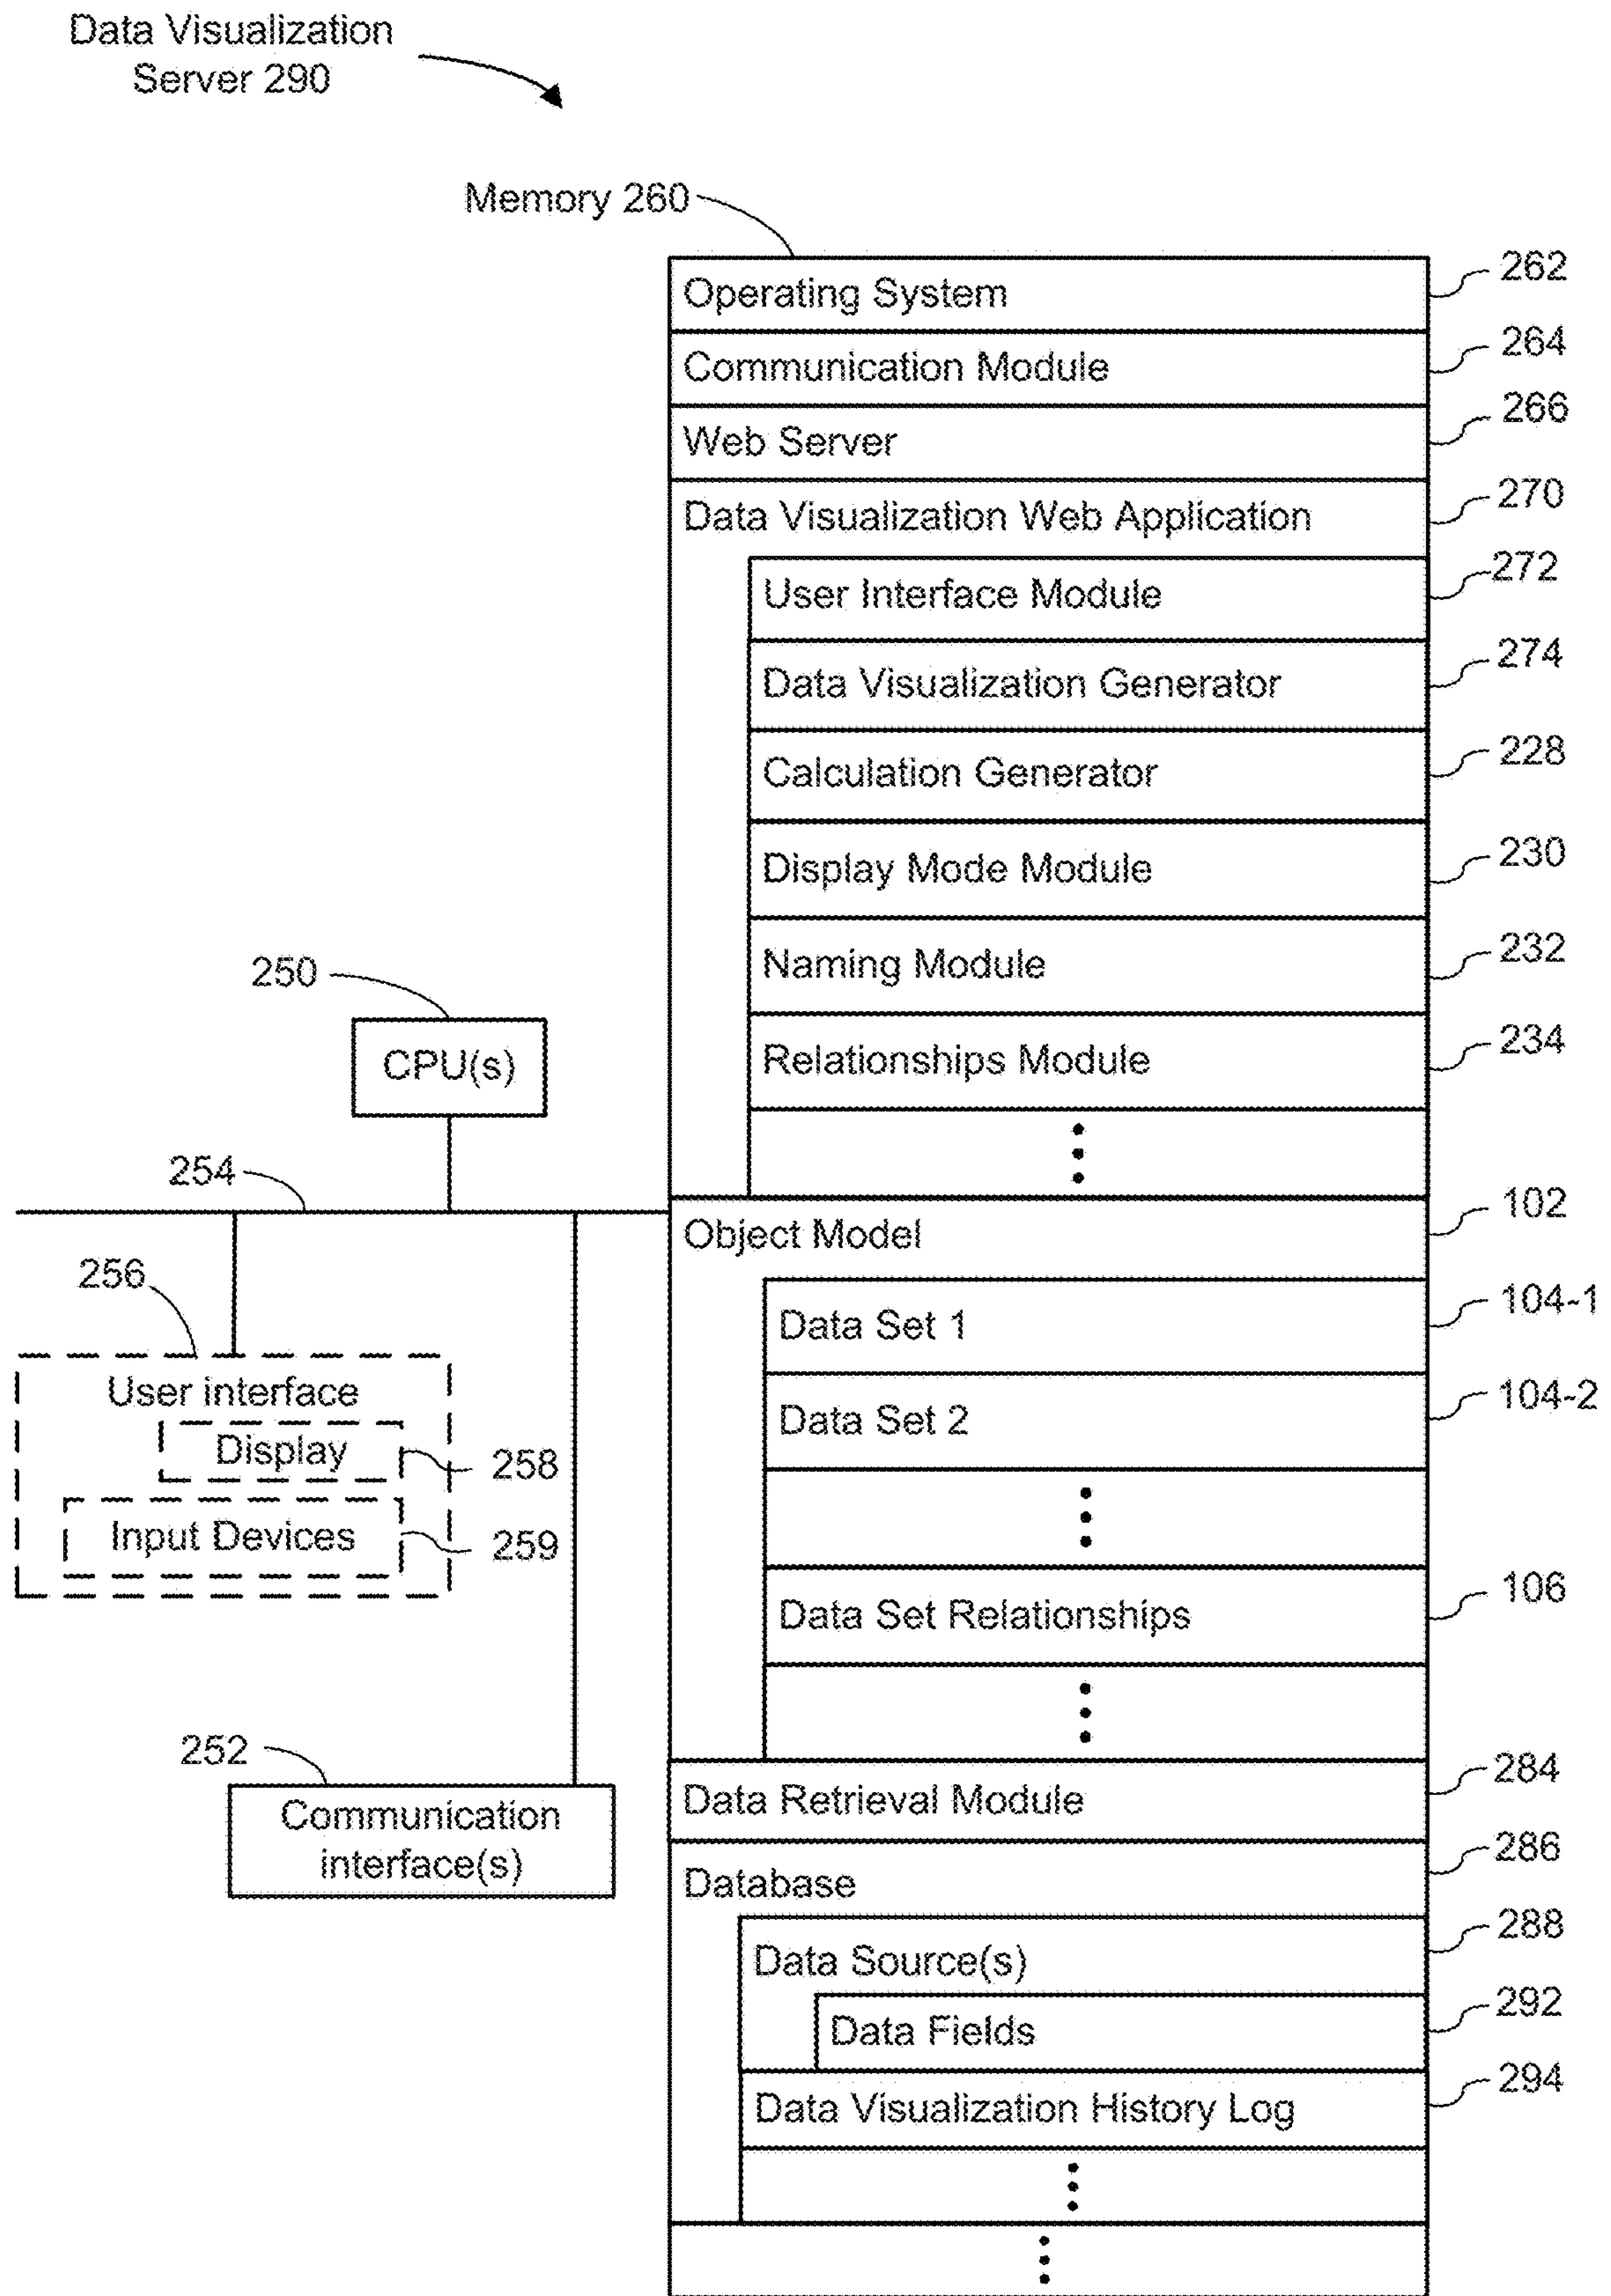 Data Visualization
Server 290
Memory 260
Operating System
262
Communication Module
264
Web Server
266
Data Visualization Web Application
270
User Interface Module
272
Data Visualization Generator
274
Calculation Generator
228
Display Mode Module
230
Naming Module
232
Relationships Module
234
250
CPU(s)
254
Object Model
102
Data Set 1
104-1
Data Set 2
104-2
Data Set Relationships
106
256
User interface
Display
258
Input Devices
259
252
Communication
interface(s)
Data Retrieval Module
284
Database
286
Data Source(s)
288
Data Fields
292
Data Visualization History Log
294